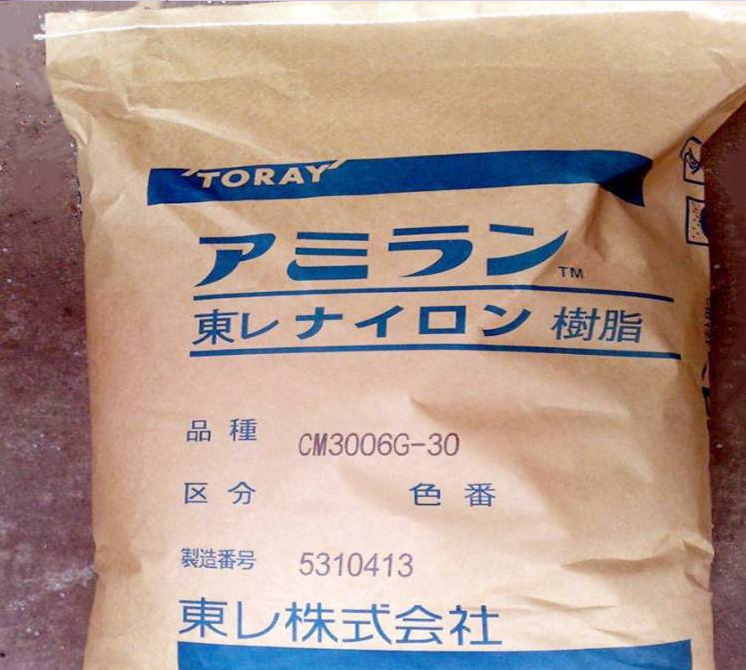 TORAY
アミラン™
東レナイロン樹脂
品種 CM3006G-30
区分 色番
製造番号 5310413
東レ株式会社